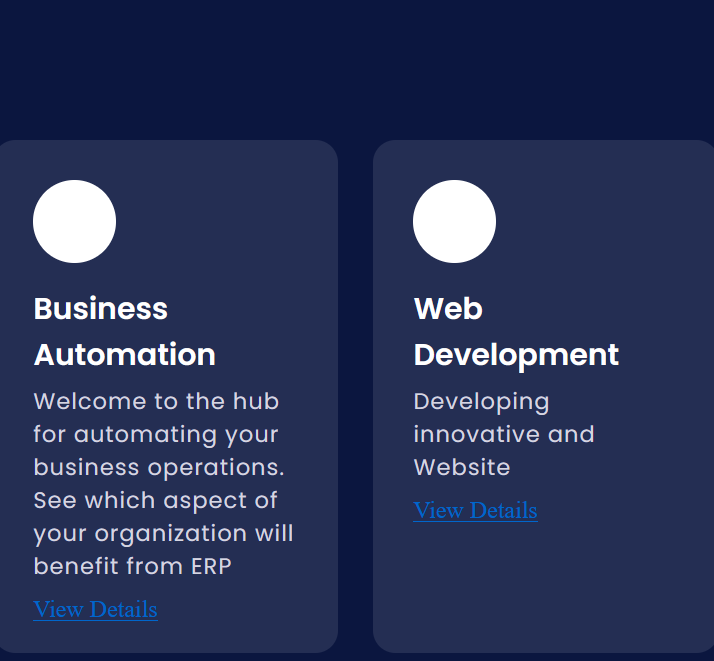 Business
Automation
Welcome to the hub
for automating your
business operations.
See which aspect of
your organization will
benefit from ERP
View Details
Web
Development
Developing
innovative and
Website
View Details